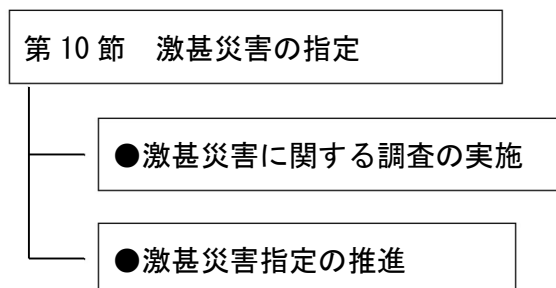 第10節　激甚災害の指定
●激甚災害に関する調査の実施
●激甚災害指定の推進